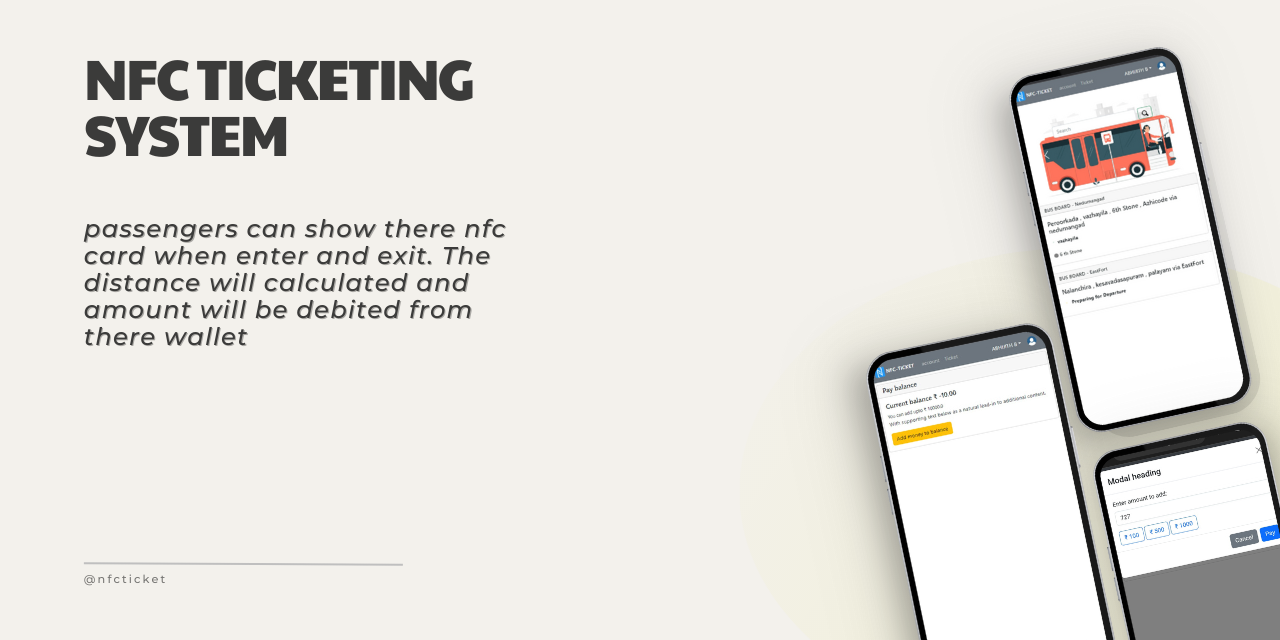 NFC TICKETING
SYSTEM
passengers can show there nfc
card when enter and exit. The
distance will calculated and
amount will be debited from
there wallet
@nfcticket
NFC-TICKET Account Ticket ABHIJITH B
Search
BUS BOARD - Nedumangad
Peroorkada , vazhayila , 6th Stone , Azhicode via
nedumangad
vazhayila
6 th Stone
BUS BOARD - EastFort
Nalanchira , kesavadasapuram , palayam via EastFort
Preparing for Departure
NFC-TICKET Account Ticket ABHIJITH B
Pay balance
Current balance ₹ -10.00
You can add upto ₹
With supporting text below as a natural lead-in to additional content.
Add money to balance
Modal heading
Enter amount to add:
727
₹ 100 ₹ 500 ₹ 1000
Cancel Pay